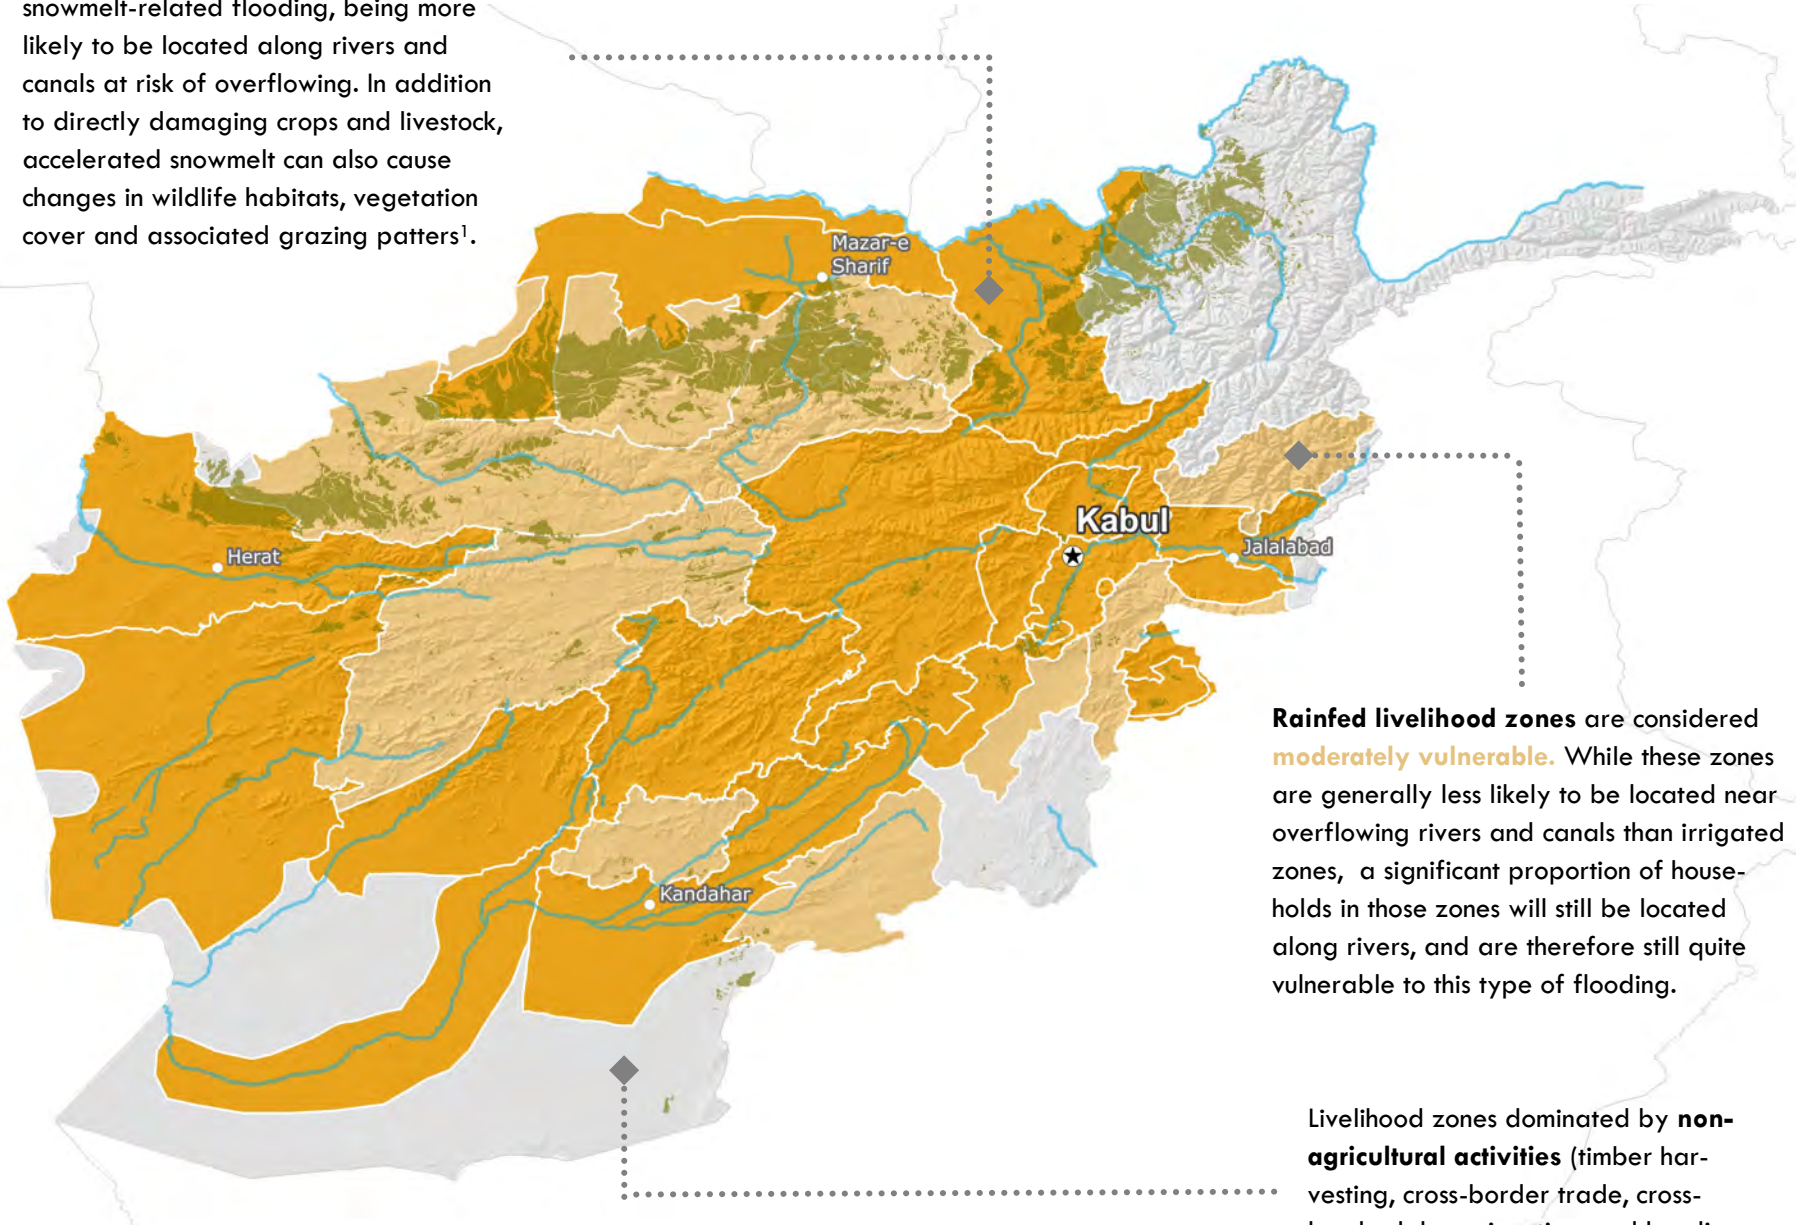 snowmelt-related flooding, being more
likely to be located along rivers and
canals at risk of overflowing. In addition
to directly damaging crops and livestock,
accelerated snowmelt can also cause
changes in wildlife habitats, vegetation
cover and associated grazing patters¹.
Mazar-e
Sharif
Kabul
Jalalabad
Herat
Kandahar
Rainfed livelihood zones are considered
moderately vulnerable. While these zones
are generally less likely to be located near
overflowing rivers and canals than irrigated
zones, a significant proportion of house-
holds in those zones will still be located
along rivers, and are therefore still quite
vulnerable to this type of flooding.
Livelihood zones dominated by non-
agricultural activities (timber har-
vesting, cross-border trade, cross-